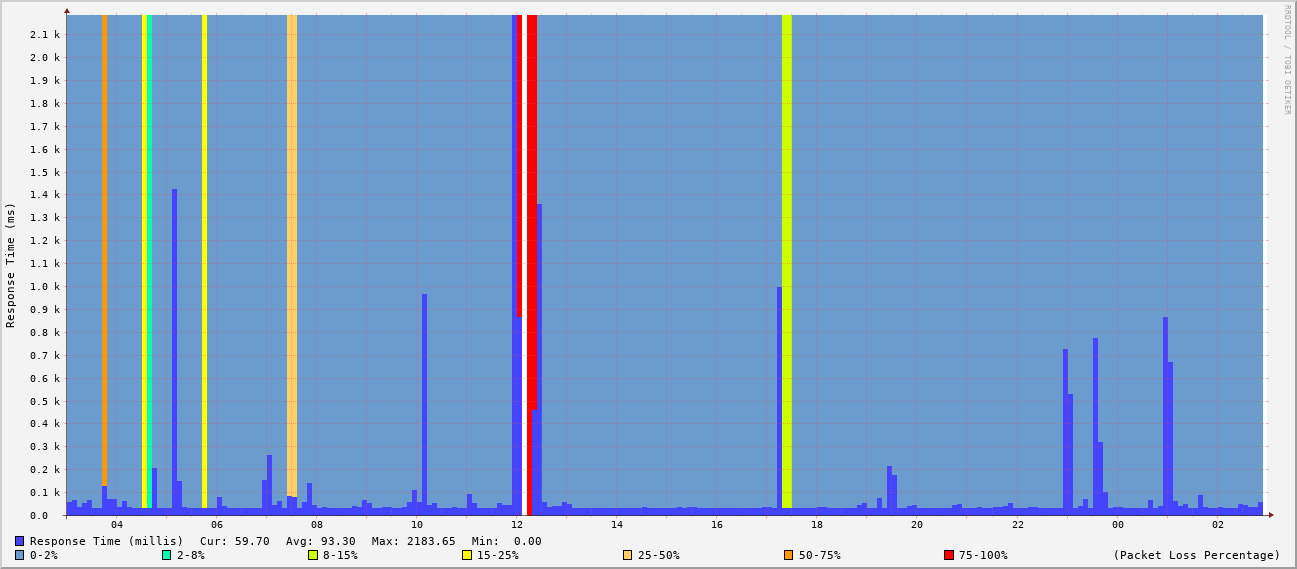 RRDTOOL / TOBI OETIKER
Response Time (ms)
2.1 k
2.0 k
1.9 k
1.8 k
1.7 k
1.6 k
1.5 k
1.4 k
1.3 k
1.2 k
1.1 k
1.0 k
0.9 k
0.8 k
0.7 k
0.6 k
0.5 k
0.4 k
0.3 k
0.2 k
0.1 k
0.0
04 06 08 10 12 14 16 18 20 22 00 02
Response Time (millis) Cur: 59.70 Avg: 93.30 Max: 2183.65 Min: 0.00
0-2% 2-8% 8-15% 15-25% 25-50% 50-75% 75-100% (Packet Loss Percentage)